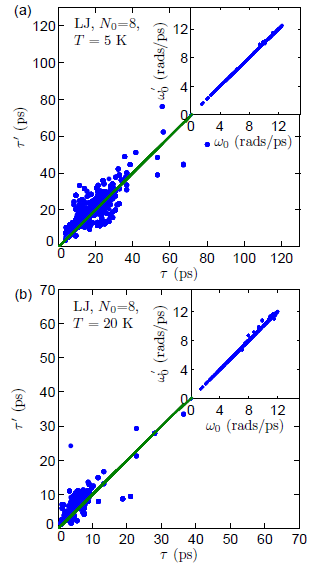 (a)
LJ, N₀=8,
T = 5 K
τ′ (ps)
120
100
80
60
40
20
0
0 20 40 60 80 100 120
τ (ps)
ω₀′ (rads/ps)
12
8
4
0
0 4 8 12
ω₀ (rads/ps)
(b)
LJ, N₀=8,
T = 20 K
τ′ (ps)
70
60
50
40
30
20
10
0
0 10 20 30 40 50 60 70
τ (ps)
ω₀′ (rads/ps)
12
8
4
0
0 4 8 12
ω₀ (rads/ps)